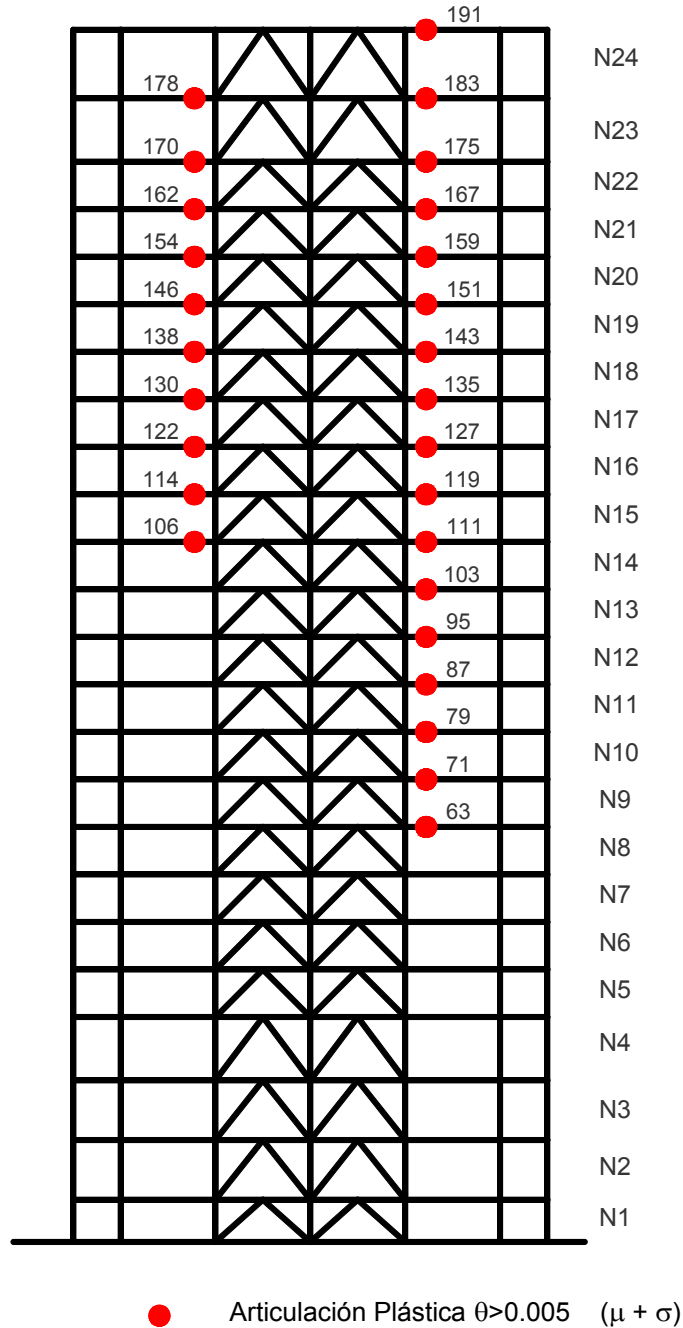 191
N24
178 183
N23
170 175
N22
162 167
N21
154 159
N20
146 151
N19
138 143
N18
130 135
N17
122 127
N16
114 119
N15
106 111
N14
103
N13
95
N12
87
N11
79
N10
71
N9
63
N8
N7
N6
N5
N4
N3
N2
N1
Articulación Plástica θ>0.005 (μ + σ)